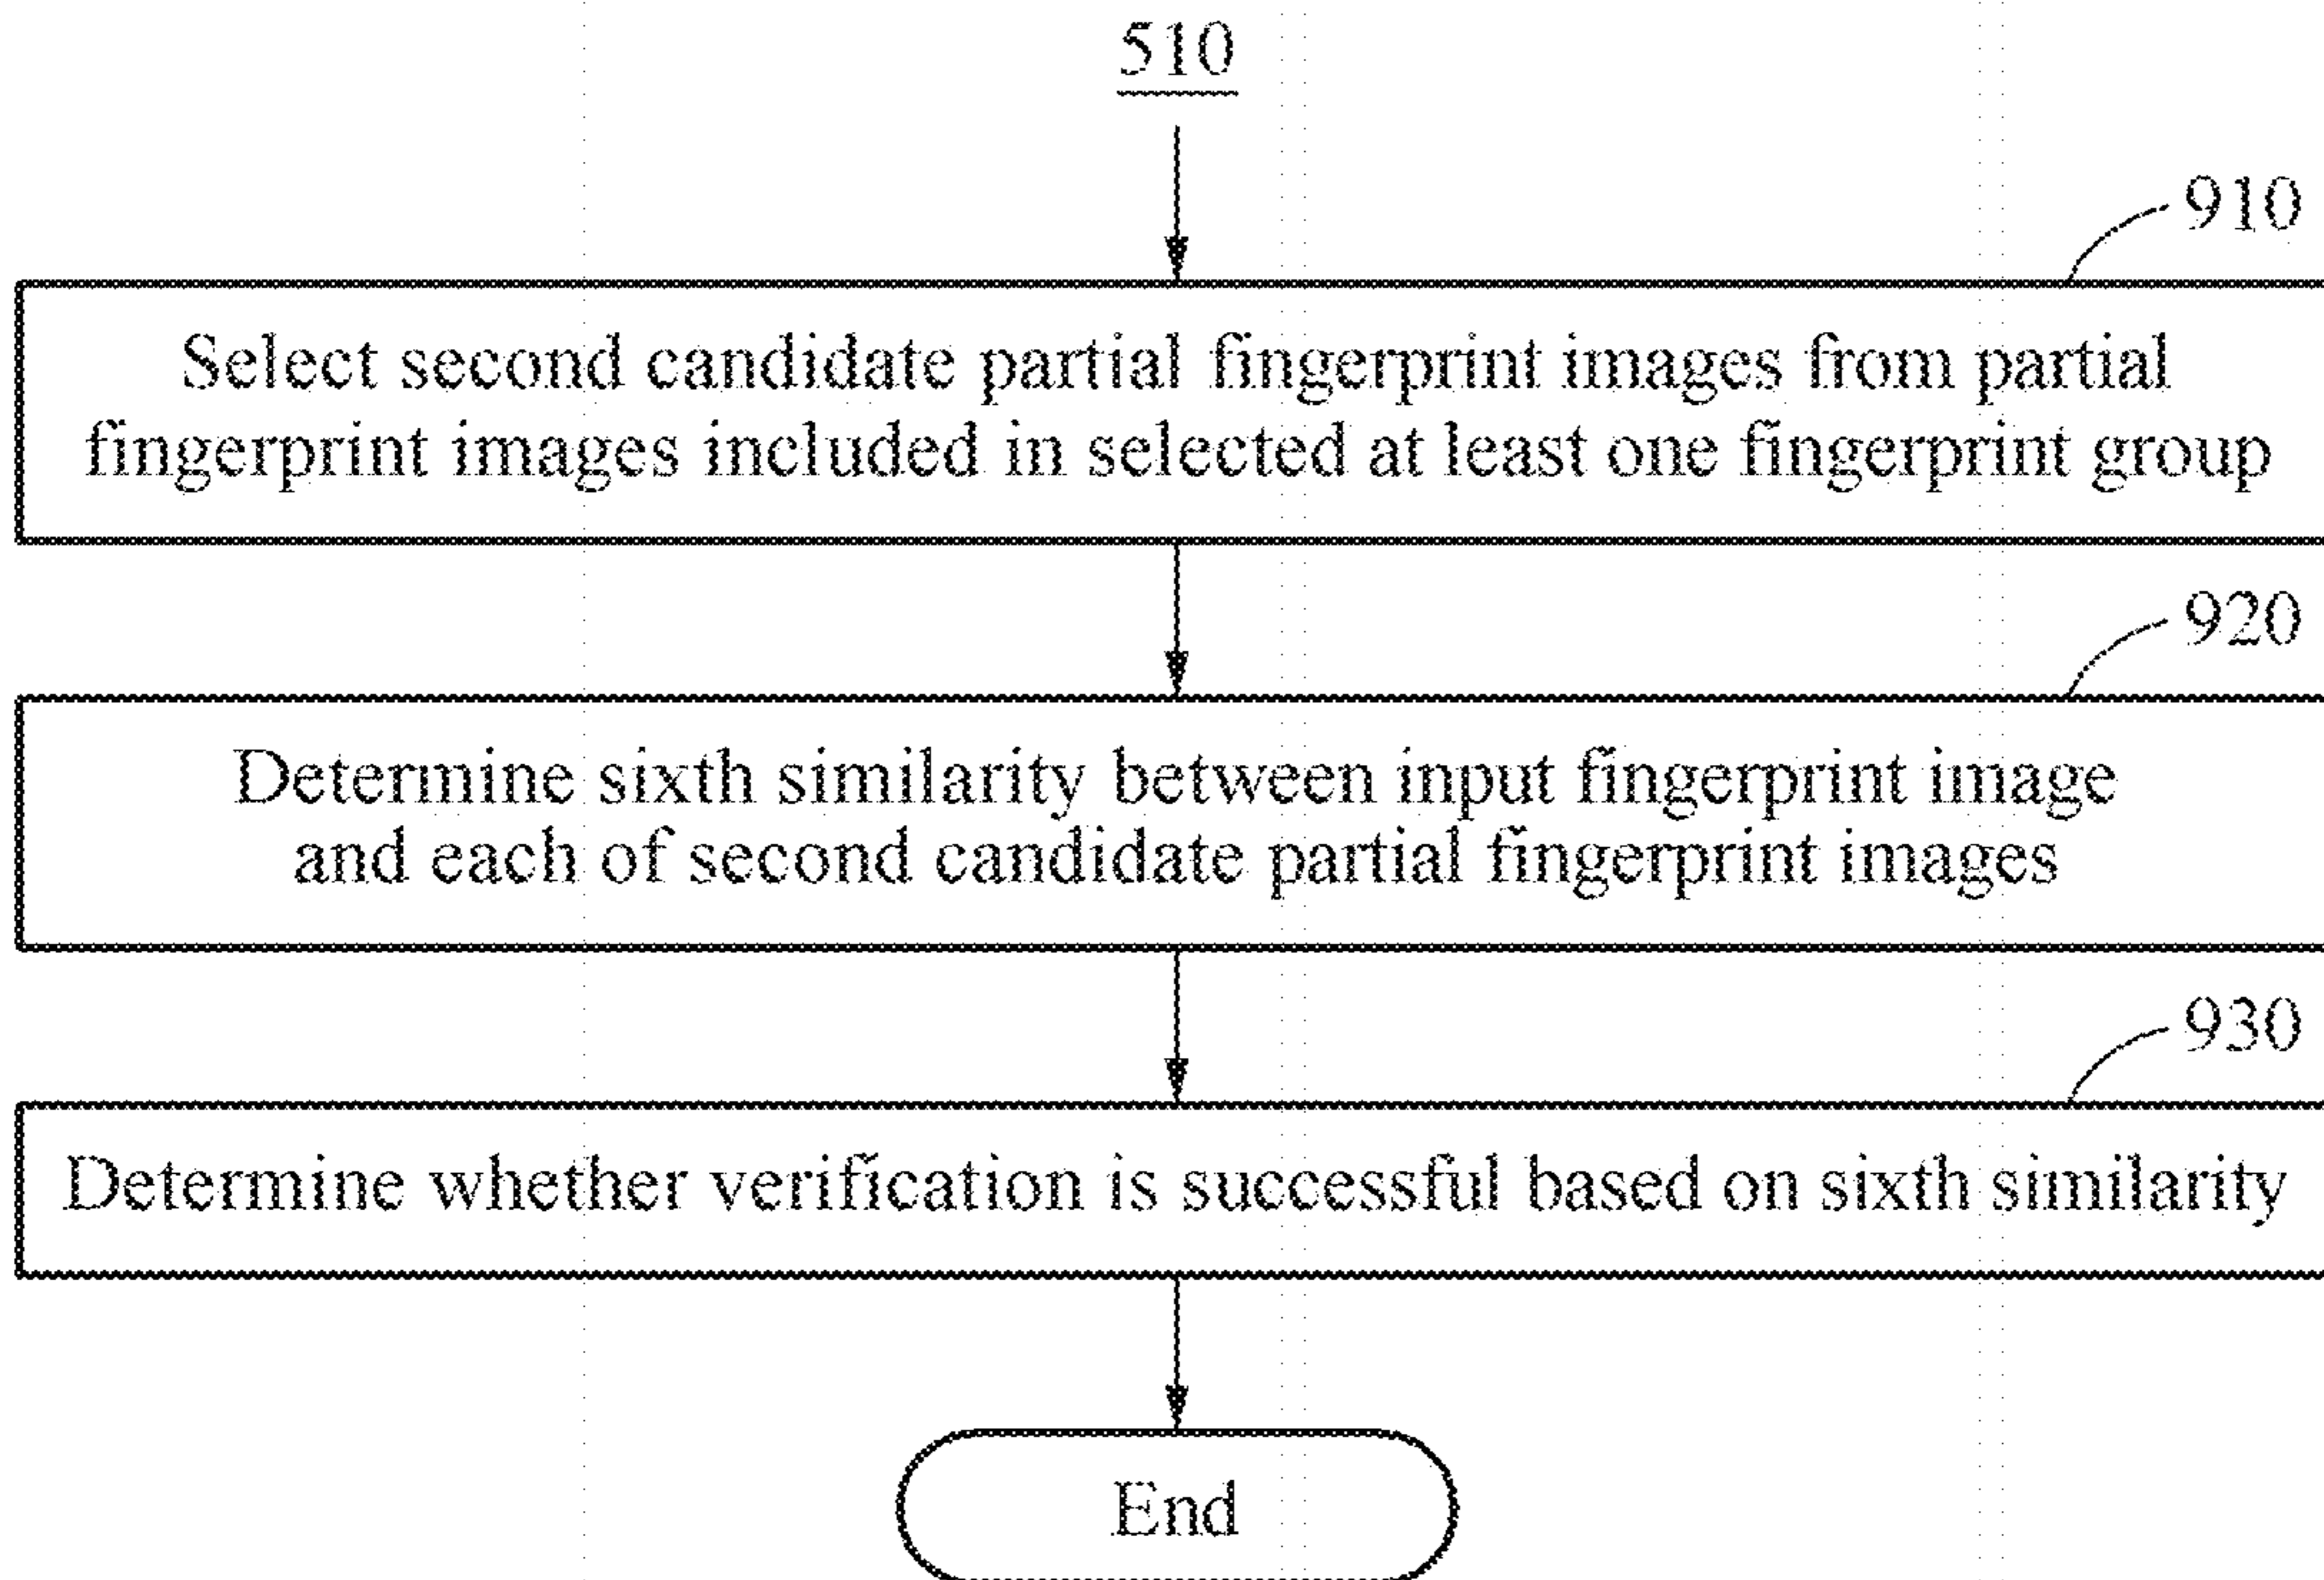 510
910
Select second candidate partial fingerprint images from partial
fingerprint images included in selected at least one fingerprint group
920
Determine sixth similarity between input fingerprint image
and each of second candidate partial fingerprint images
930
Determine whether verification is successful based on sixth similarity
End